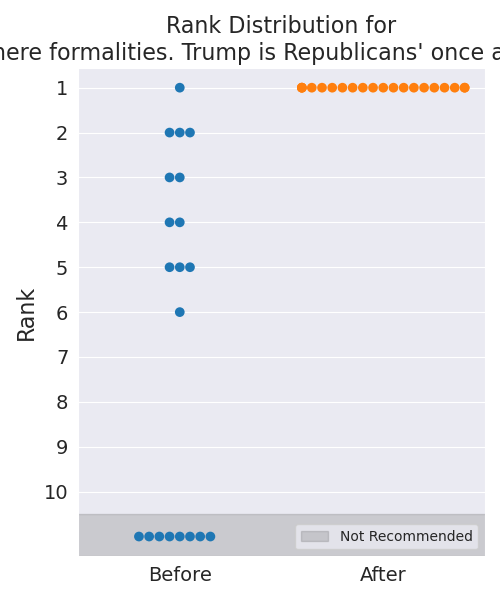 Rank Distribution for
mere formalities. Trump is Republicans' once a
1
2
3
4
5
6
7
8
9
10
Rank
Not Recommended
Before After